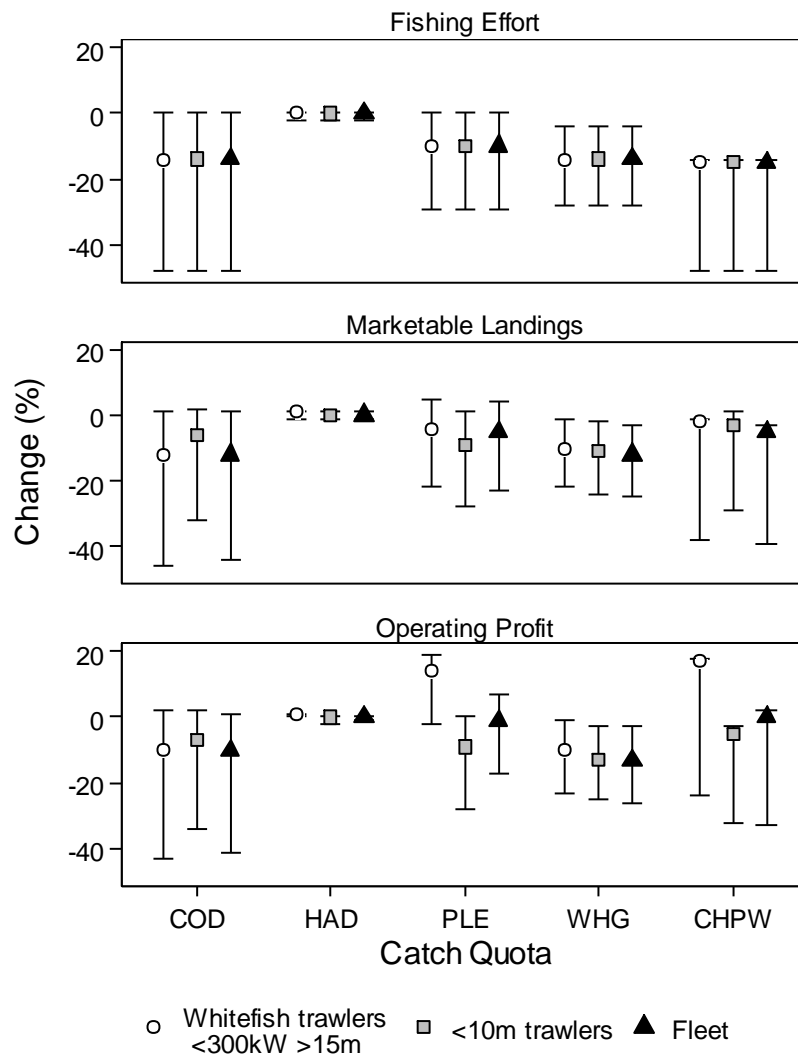 Fishing Effort
20
0
-20
-40
Marketable Landings
20
0
-20
-40
Operating Profit
20
0
-20
-40
Change (%)
COD HAD PLE WHG CHPW
Catch Quota
Whitefish trawlers
<300kW >15m
<10m trawlers
Fleet